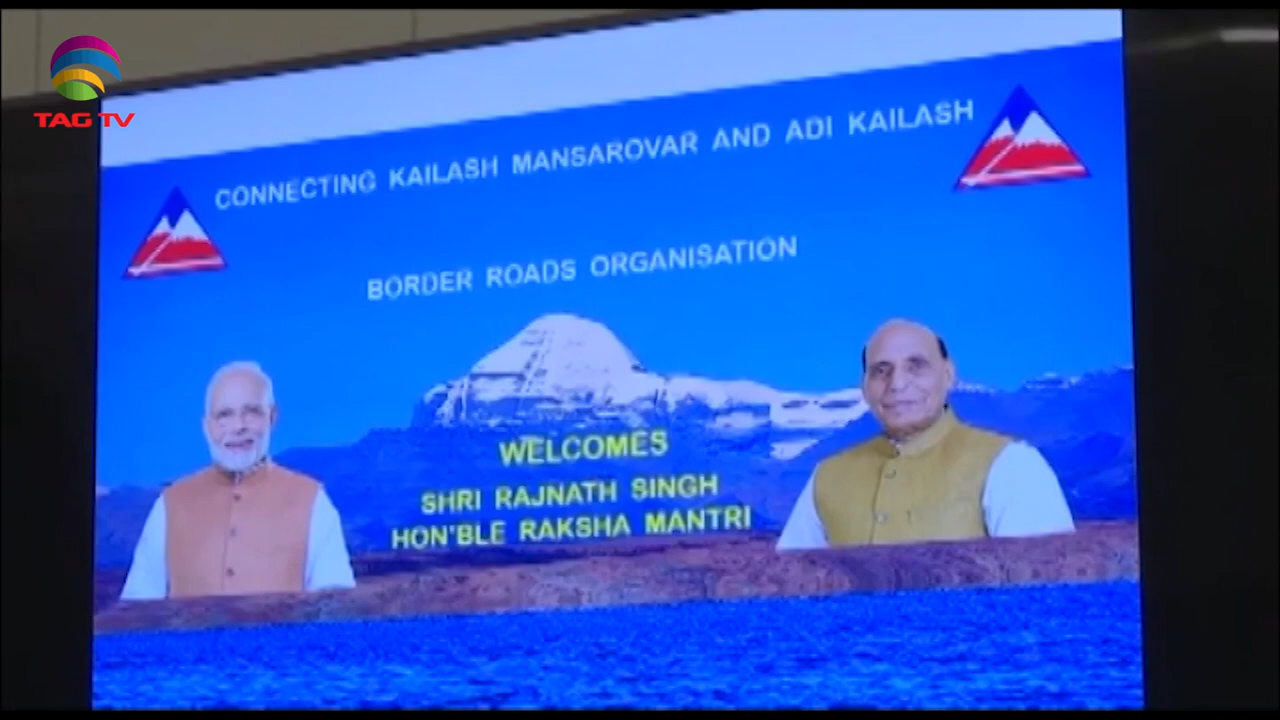 TAG TV
CONNECTING KAILASH MANSAROVAR AND ADI KAILASH
BORDER ROADS ORGANISATION
WELCOMES
SHRI RAJNATH SINGH
HON'BLE RAKSHA MANTRI